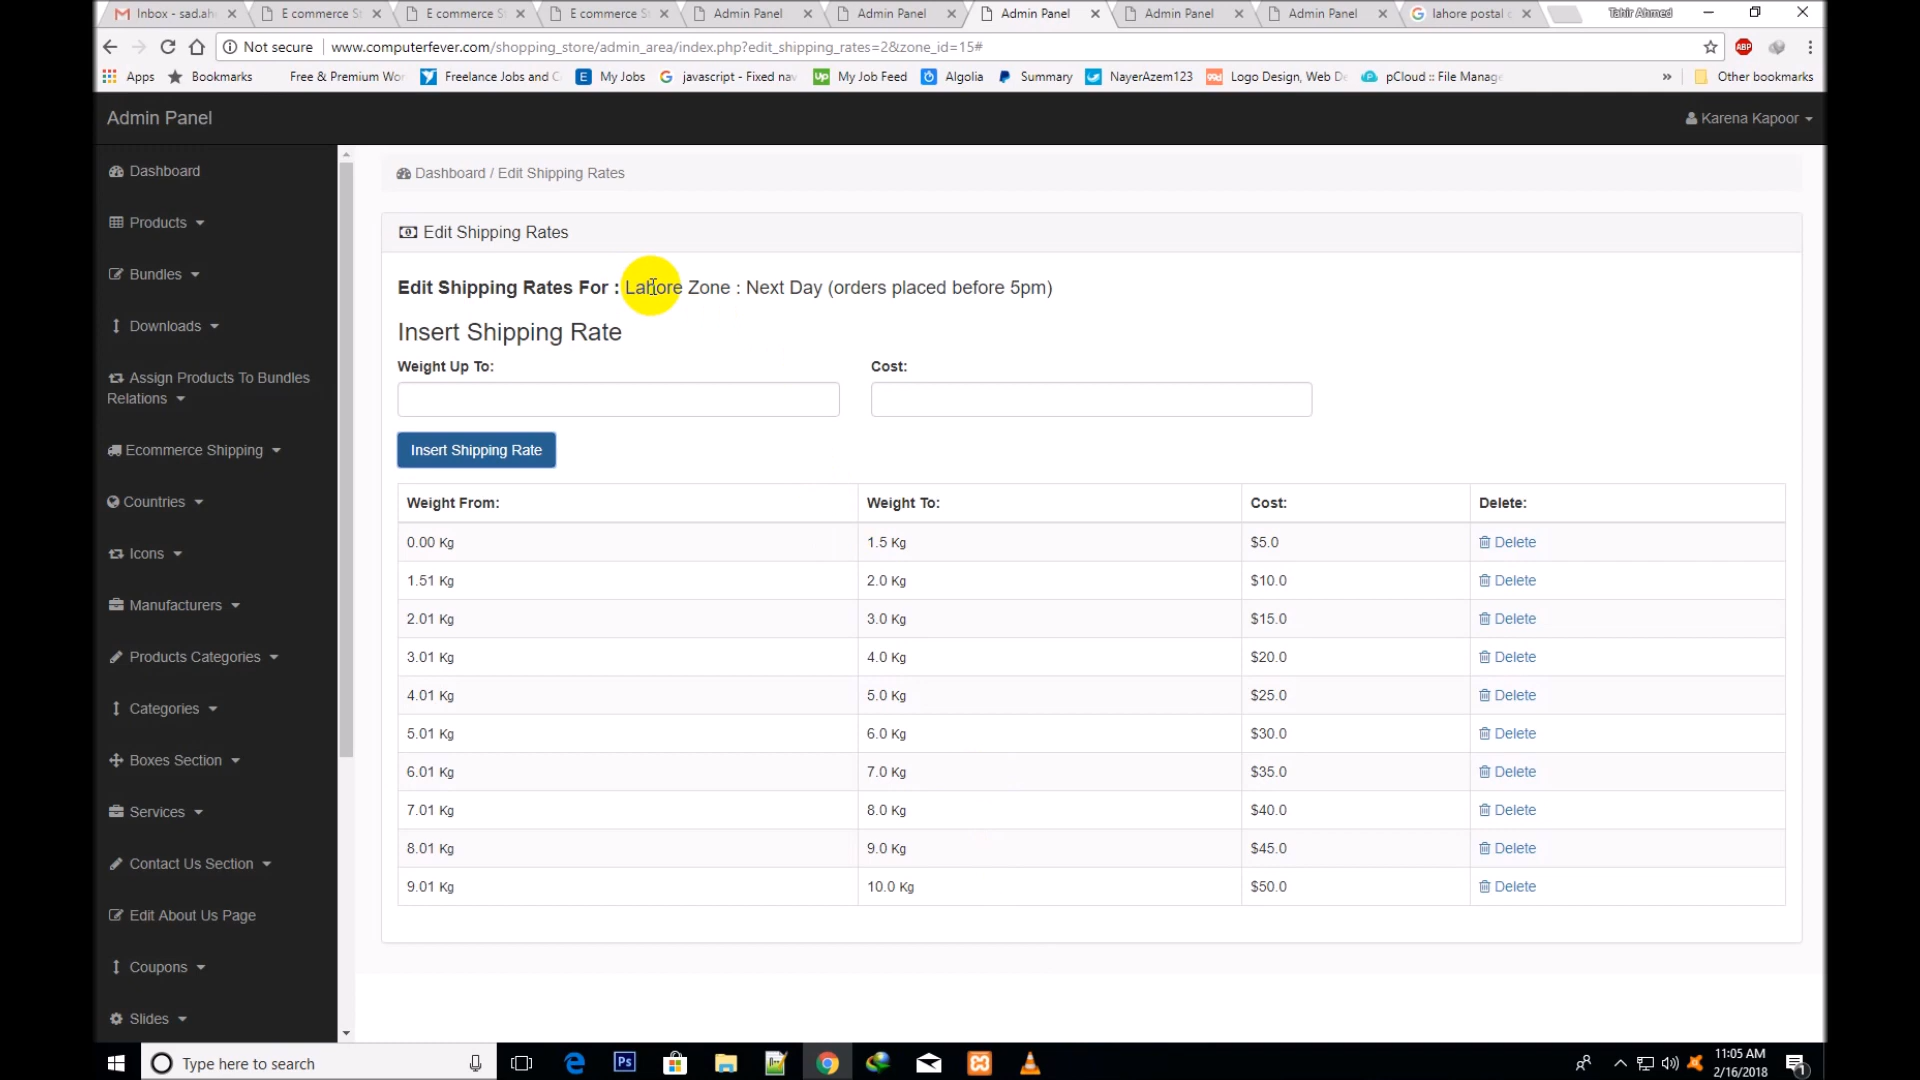 Inbox - sad.ah
E commerce S
E commerce S
E commerce S
Admin Panel
Admin Panel
Admin Panel
Admin Panel
Admin Panel
lahore postal
Tahir Ahmed
Not secure
www.computerfever.com/shopping_store/admin_area/index.php?edit_shipping_rates=2&zone_id=15#
ABP
Apps
Bookmarks
Free & Premium Wor
Freelance Jobs and C
My Jobs
javascript - Fixed nav
My Job Feed
Algolia
Summary
NayerAzem123
Logo Design, Web De
pCloud :: File Manage
Other bookmarks
Admin Panel
Karena Kapoor
Dashboard
Products
Bundles
Downloads
Assign Products To Bundles
Relations
Ecommerce Shipping
Countries
Icons
Manufacturers
Products Categories
Categories
Boxes Section
Services
Contact Us Section
Edit About Us Page
Coupons
Slides
Dashboard / Edit Shipping Rates
Edit Shipping Rates
Edit Shipping Rates For : Lahore Zone : Next Day (orders placed before 5pm)
Insert Shipping Rate
Weight Up To: Cost:
Insert Shipping Rate
Weight From: Weight To: Cost: Delete:
0.00 Kg 1.5 Kg $5.0 Delete
1.51 Kg 2.0 Kg $10.0 Delete
2.01 Kg 3.0 Kg $15.0 Delete
3.01 Kg 4.0 Kg $20.0 Delete
4.01 Kg 5.0 Kg $25.0 Delete
5.01 Kg 6.0 Kg $30.0 Delete
6.01 Kg 7.0 Kg $35.0 Delete
7.01 Kg 8.0 Kg $40.0 Delete
8.01 Kg 9.0 Kg $45.0 Delete
9.01 Kg 10.0 Kg $50.0 Delete
Type here to search
Ps
11:05 AM
2/16/2018
1